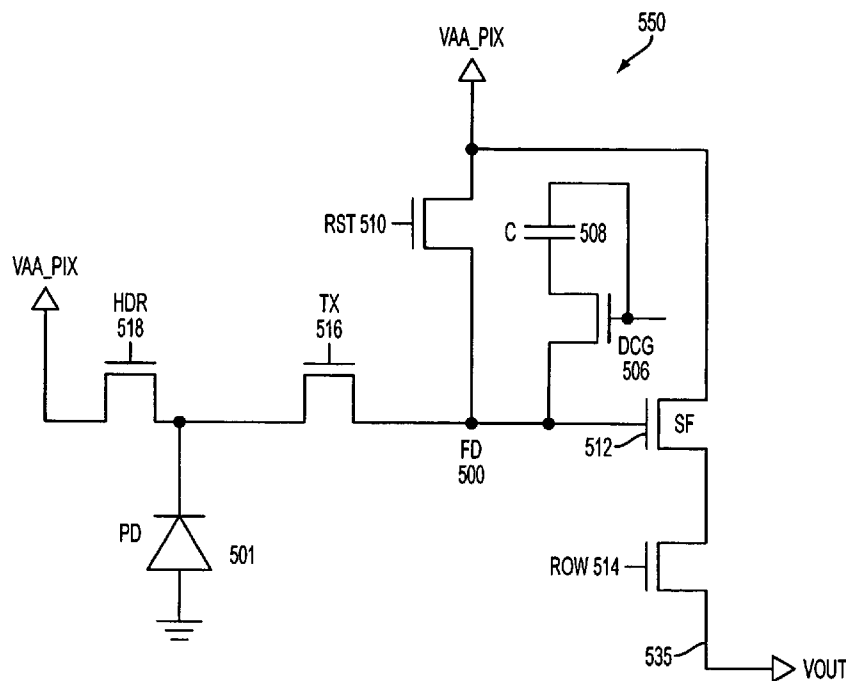 550
VAA_PIX
RST 510
C
508
VAA_PIX
HDR
518
TX
516
DCG
506
SF
512
FD
500
PD
501
ROW 514
535
VOUT